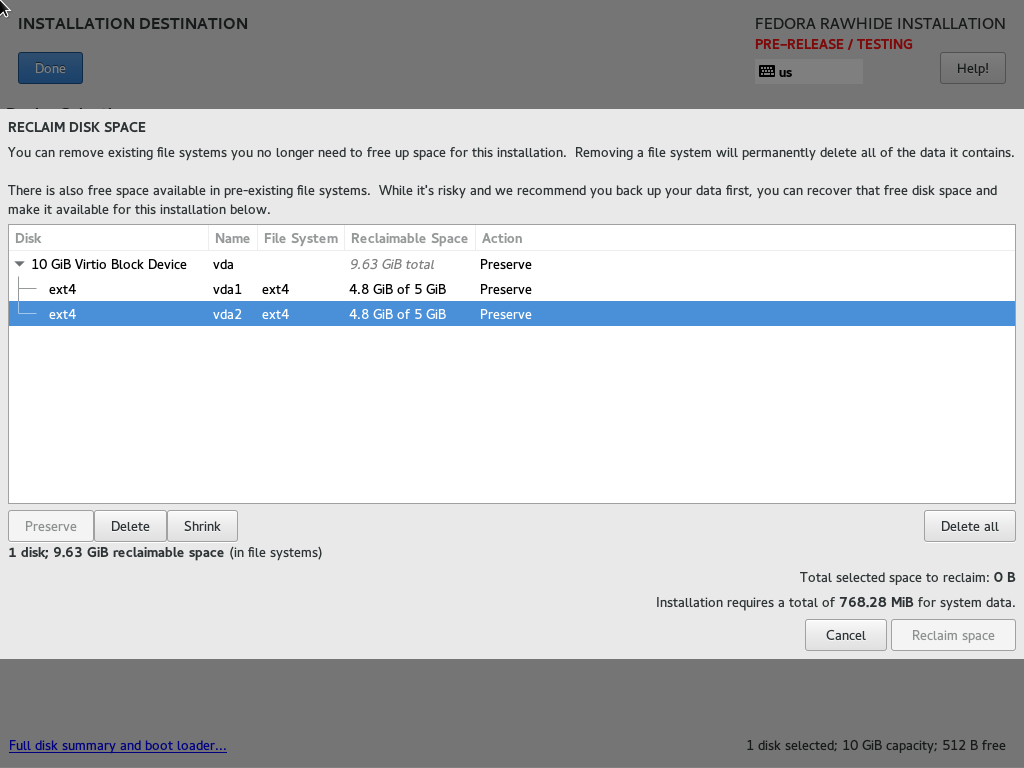 INSTALLATION DESTINATION
FEDORA RAWHIDE INSTALLATION
PRE-RELEASE / TESTING
Done
us
Help!
RECLAIM DISK SPACE
You can remove existing file systems you no longer need to free up space for this installation. Removing a file system will permanently delete all of the data it contains.
There is also free space available in pre-existing file systems. While it's risky and we recommend you back up your data first, you can recover that free disk space and
make it available for this installation below.
Disk Name File System Reclaimable Space Action
10 GiB Virtio Block Device vda 9.63 GiB total Preserve
ext4 vda1 ext4 4.8 GiB of 5 GiB Preserve
ext4 vda2 ext4 4.8 GiB of 5 GiB Preserve
Preserve Delete Shrink Delete all
1 disk; 9.63 GiB reclaimable space (in file systems)
Total selected space to reclaim: 0 B
Installation requires a total of 768.28 MiB for system data.
Cancel Reclaim space
Full disk summary and boot loader... 1 disk selected; 10 GiB capacity; 512 B free